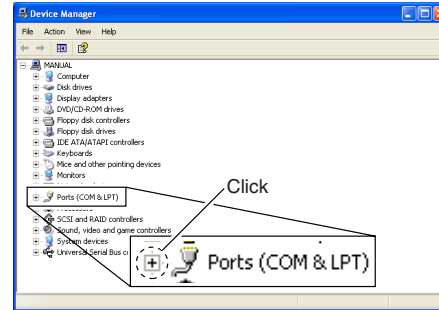 Device Manager
File Action View Help
MANUAL
Computer
Disk drives
Display adapters
DVD/CD-ROM drives
Floppy disk controllers
Floppy disk drives
IDE ATA/ATAPI controllers
Keyboards
Mice and other pointing devices
Monitors
Ports (COM & LPT)
Click
SCSI and RAID controllers
Sound, video and game controllers
System devices
Universal Serial Bus
Ports (COM & LPT)